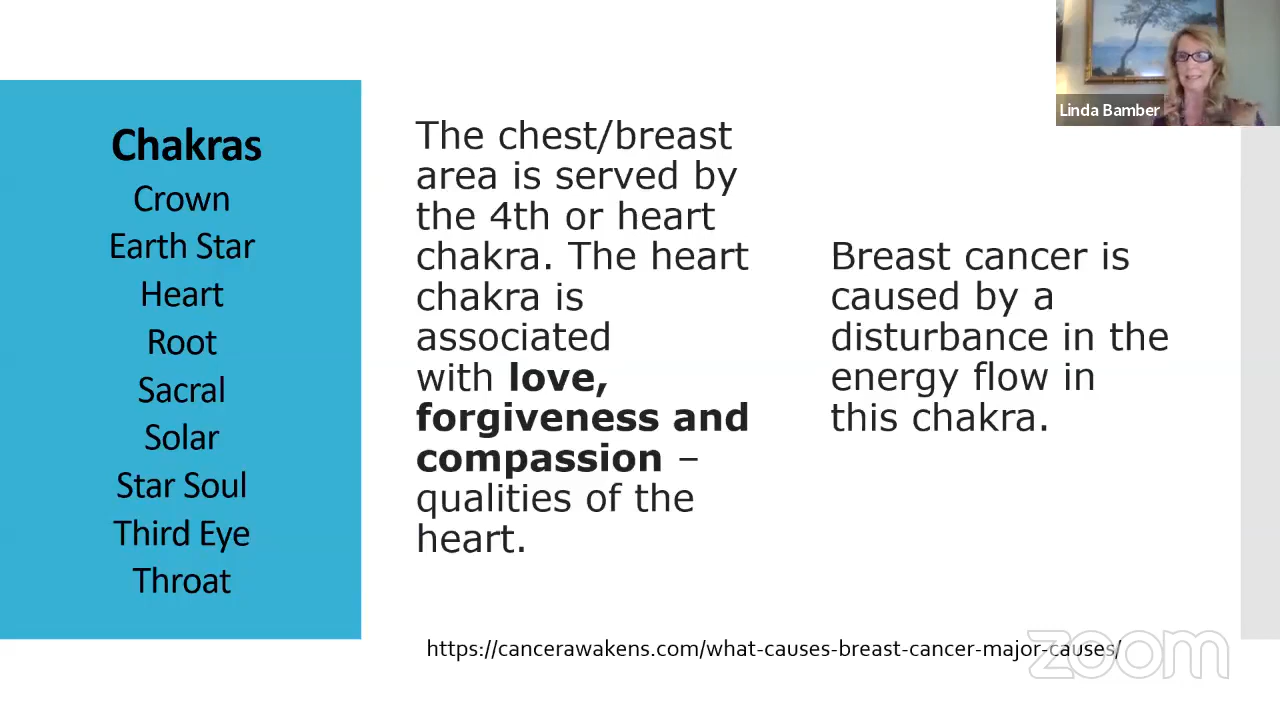 Linda Bamber
Chakras
Crown
Earth Star
Heart
Root
Sacral
Solar
Star Soul
Third Eye
Throat
The chest/breast
area is served by
the 4th or heart
chakra. The heart
chakra is
associated
with love,
forgiveness and
compassion –
qualities of the
heart.
Breast cancer is
caused by a
disturbance in the
energy flow in
this chakra.
https://cancerawakens.com/what-causes-breast-cancer-major-causes/
zoom